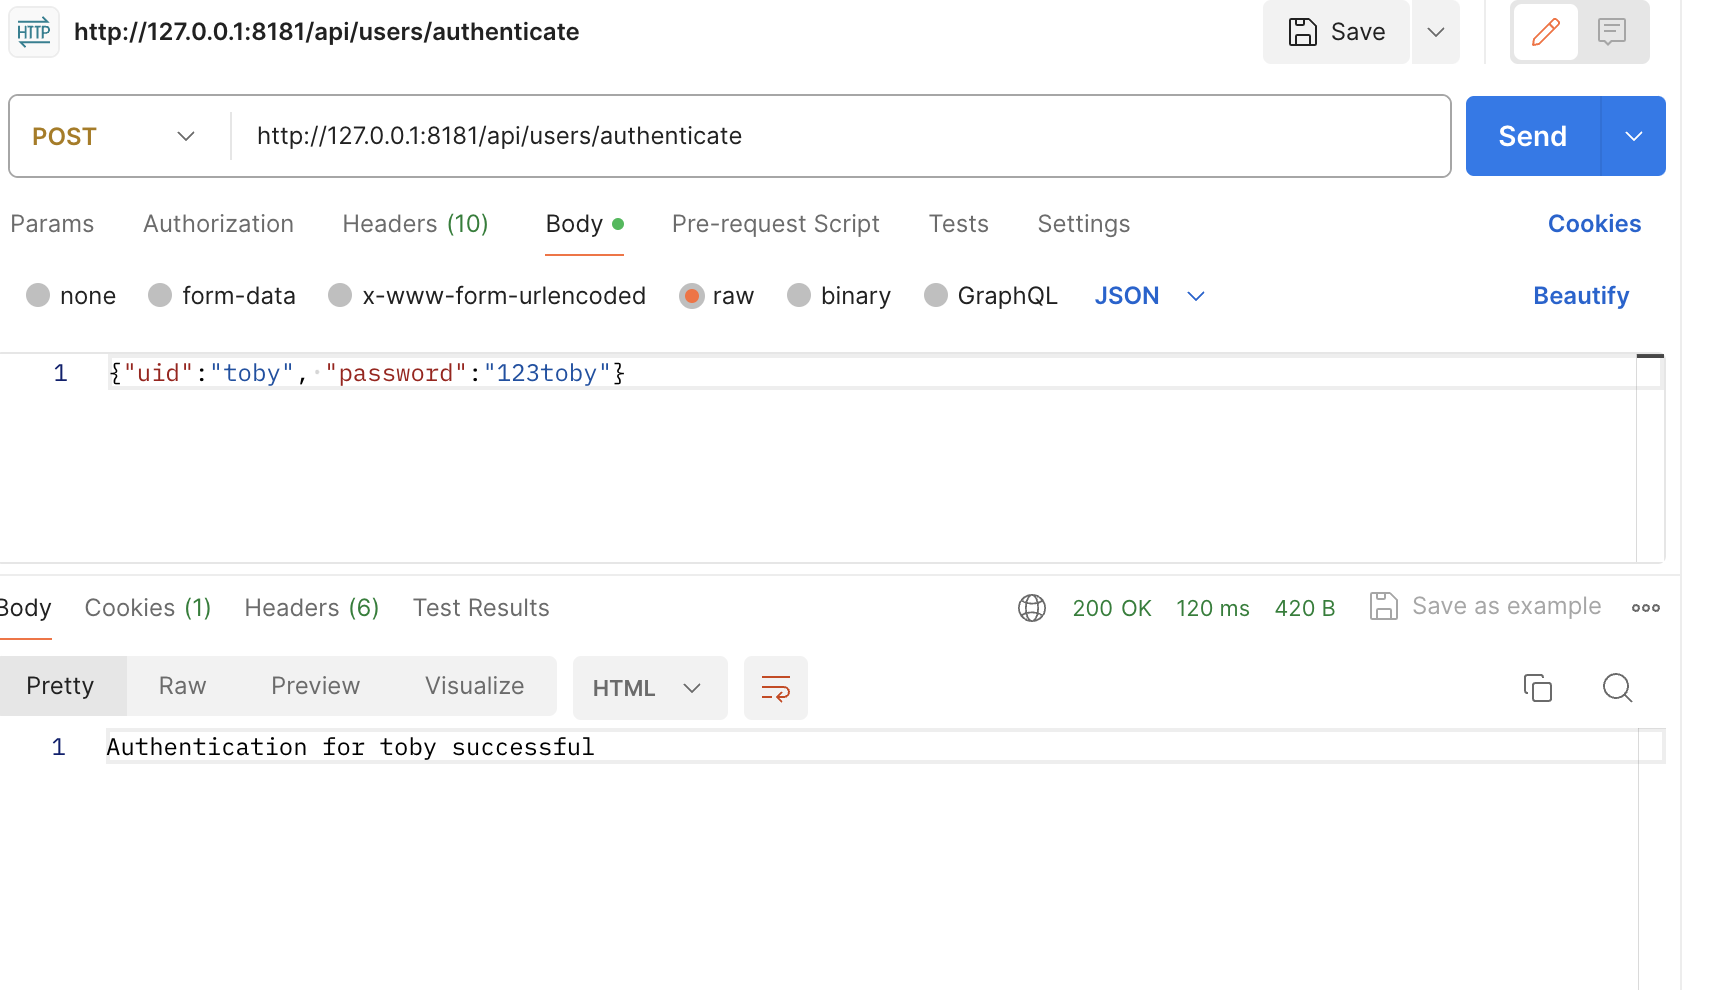 HTTP http://127.0.0.1:8181/api/users/authenticate Save
POST http://127.0.0.1:8181/api/users/authenticate Send
Params Authorization Headers (10) Body Pre-request Script Tests Settings Cookies
none form-data x-www-form-urlencoded raw binary GraphQL JSON Beautify
1 {"uid":"toby", "password":"123toby"}
Body Cookies (1) Headers (6) Test Results 200 OK 120 ms 420 B Save as example
Pretty Raw Preview Visualize HTML
1 Authentication for toby successful